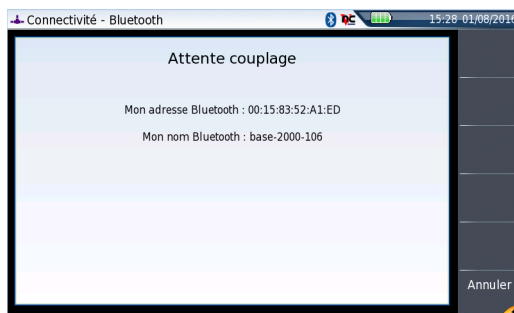 Connectivité - Bluetooth
15:28 01/08/2016
Attente couplage
Mon adresse Bluetooth : 00:15:83:52:A1:ED
Mon nom Bluetooth : base-2000-106
Annuler